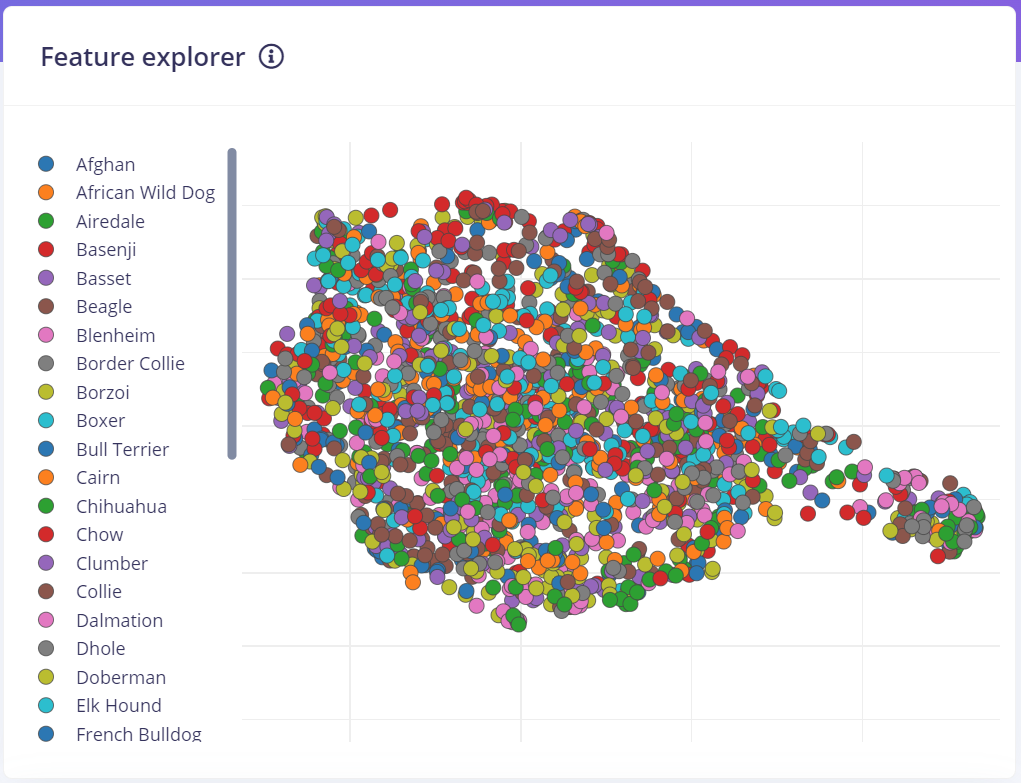 Feature explorer
Afghan
African Wild Dog
Airedale
Basenji
Basset
Beagle
Blenheim
Border Collie
Borzoi
Boxer
Bull Terrier
Cairn
Chihuahua
Chow
Clumber
Collie
Dalmation
Dhole
Doberman
Elk Hound
French Bulldog